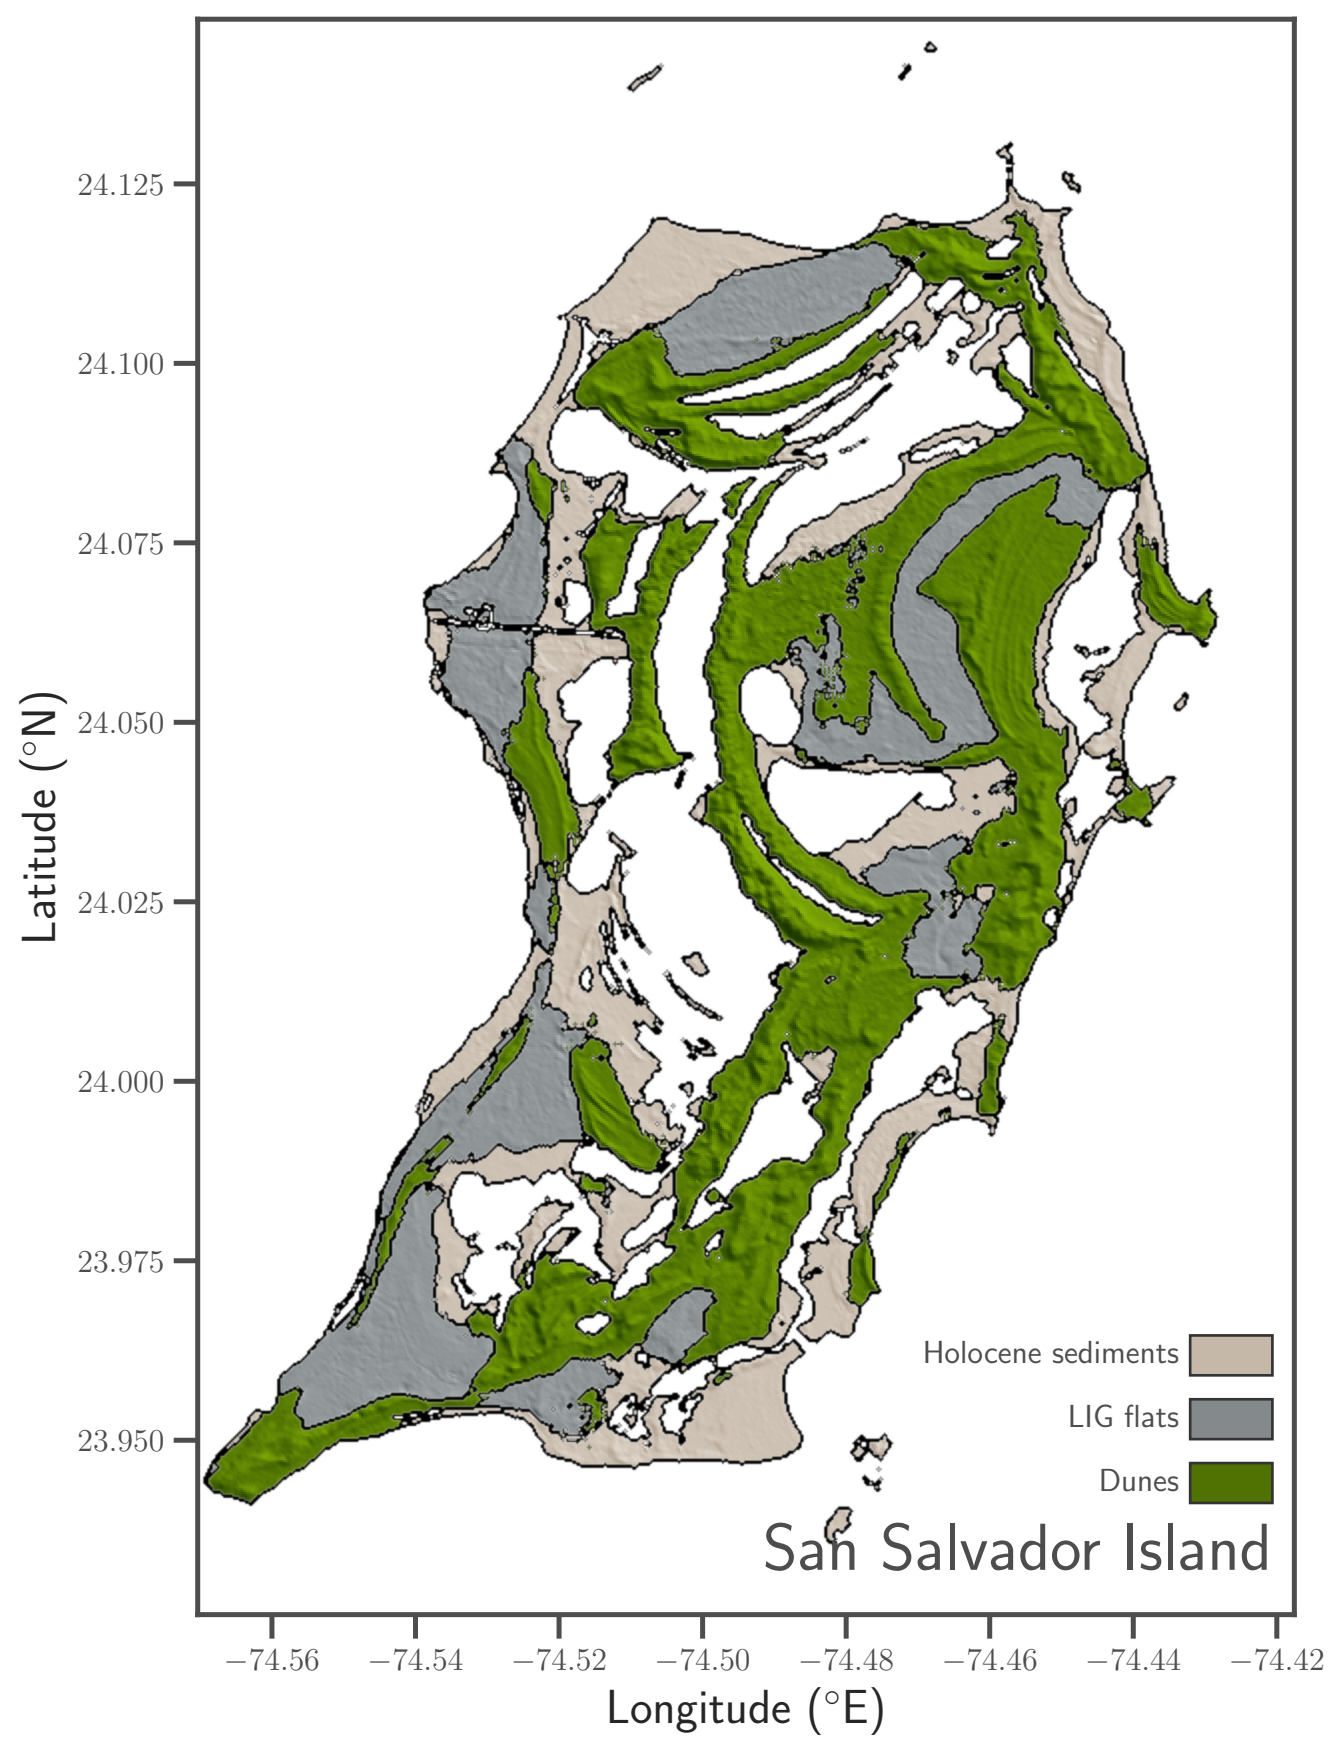 24.125
24.100
24.075
24.050
24.025
24.000
23.975
23.950
Latitude (°N)
Holocene sediments
LIG flats
Dunes
San Salvador Island
−74.56 −74.54 −74.52 −74.50 −74.48 −74.46 −74.44 −74.42
Longitude (°E)